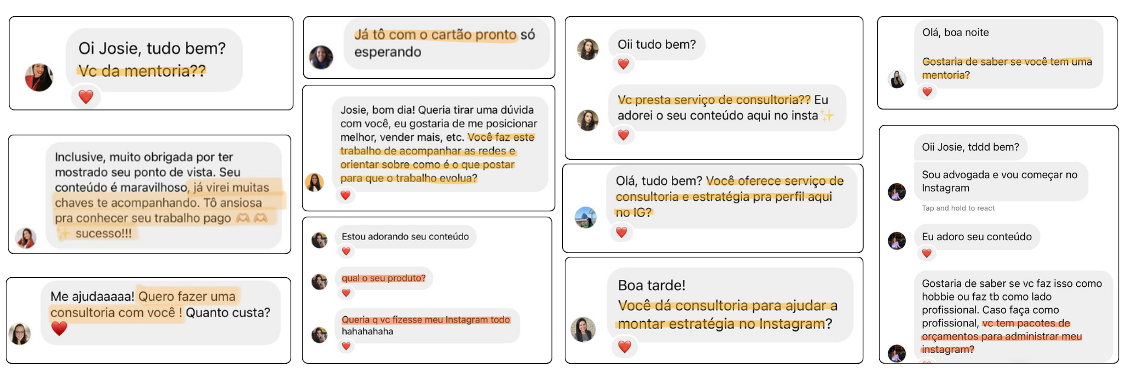 Oi Josie, tudo bem?
Vc da mentoria??
Inclusive, muito obrigada por ter
mostrado seu ponto de vista. Seu
conteúdo é maravilhoso, já virei muitas
chaves te acompanhando. Tô ansiosa
pra conhecer seu trabalho pago 🫶🫶
✨ sucesso!!!
Me ajudaaaaa! Quero fazer uma
consultoria com você ! Quanto custa?
Já tô com o cartão pronto só
esperando
Josie, bom dia! Queria tirar uma dúvida
com você, eu gostaria de me posicionar
melhor, vender mais, etc. Você faz este
trabalho de acompanhar as redes e
orientar sobre como é o que postar
para que o trabalho evolua?
Estou adorando seu conteúdo
qual o seu produto?
Queria q vc fizesse meu Instagram todo
hahahahaha
Oii tudo bem?
Vc presta serviço de consultoria?? Eu
adorei o seu conteúdo aqui no insta✨
Olá, tudo bem? Você oferece serviço de
consultoria e estratégia pra perfil aqui
no IG?
Boa tarde!
Você dá consultoria para ajudar a
montar estratégia no Instagram?
Olá, boa noite
Gostaria de saber se você tem uma
mentoria?
Oii Josie, tddd bem?
Sou advogada e vou começar no
Instagram
Tap and hold to react
Eu adoro seu conteúdo
Gostaria de saber se vc faz isso como
hobbie ou faz tb como lado
profissional. Caso faça como
profissional, vc tem pacotes de
orçamentos para administrar meu
instagram?